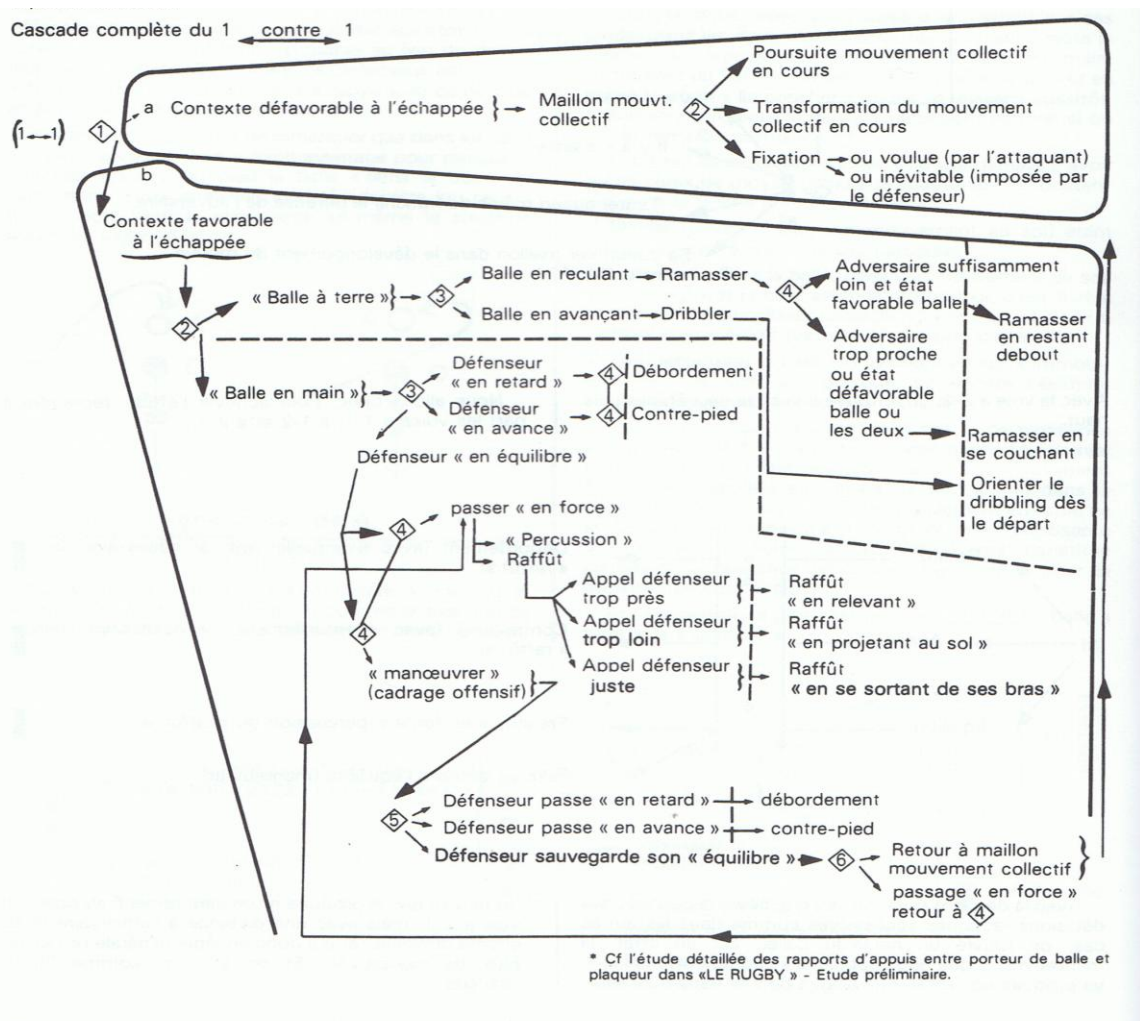 Cascade complète du 1 contre 1
Poursuite mouvement collectif
en cours
a Contexte défavorable à l'échappée } Maillon mouvt.
collectif
2
Transformation du mouvement
collectif en cours
(1↔1) 1
Fixation → ou voulue (par l'attaquant)
ou inévitable (imposée par
le défenseur)
b
Contexte favorable
à l'échappée
2
« Balle à terre » } 3
Balle en reculant → Ramasser
4
Adversaire suffisamment
loin et état
favorable balle
Ramasser
en restant
debout
Balle en avançant → Dribbler
Adversaire
trop proche
ou état
défavorable
balle ou
les deux
Ramasser en
se couchant
Orienter le
dribbling dès
le départ
« Balle en main » } 3
Défenseur
« en retard »
4 Débordement
Défenseur
« en avance »
4 Contre-pied
Défenseur « en équilibre »
4
passer « en force »
« Percussion »
Raffût
Appel défenseur
trop près
} Raffût
« en relevant »
Appel défenseur
trop loin
} Raffût
« en projetant au sol »
Appel défenseur
juste
} Raffût
« en se sortant de ses bras »
4
« manœuvrer »
(cadrage offensif) }
5
Défenseur passe « en retard » → débordement
Défenseur passe « en avance » → contre-pied
Défenseur sauvegarde son « équilibre » → 6
Retour à maillon
mouvement collectif }
passage « en force »
retour à 4
* Cf l'étude détaillée des rapports d'appuis entre porteur de balle et
plaqueur dans «LE RUGBY » - Etude préliminaire.